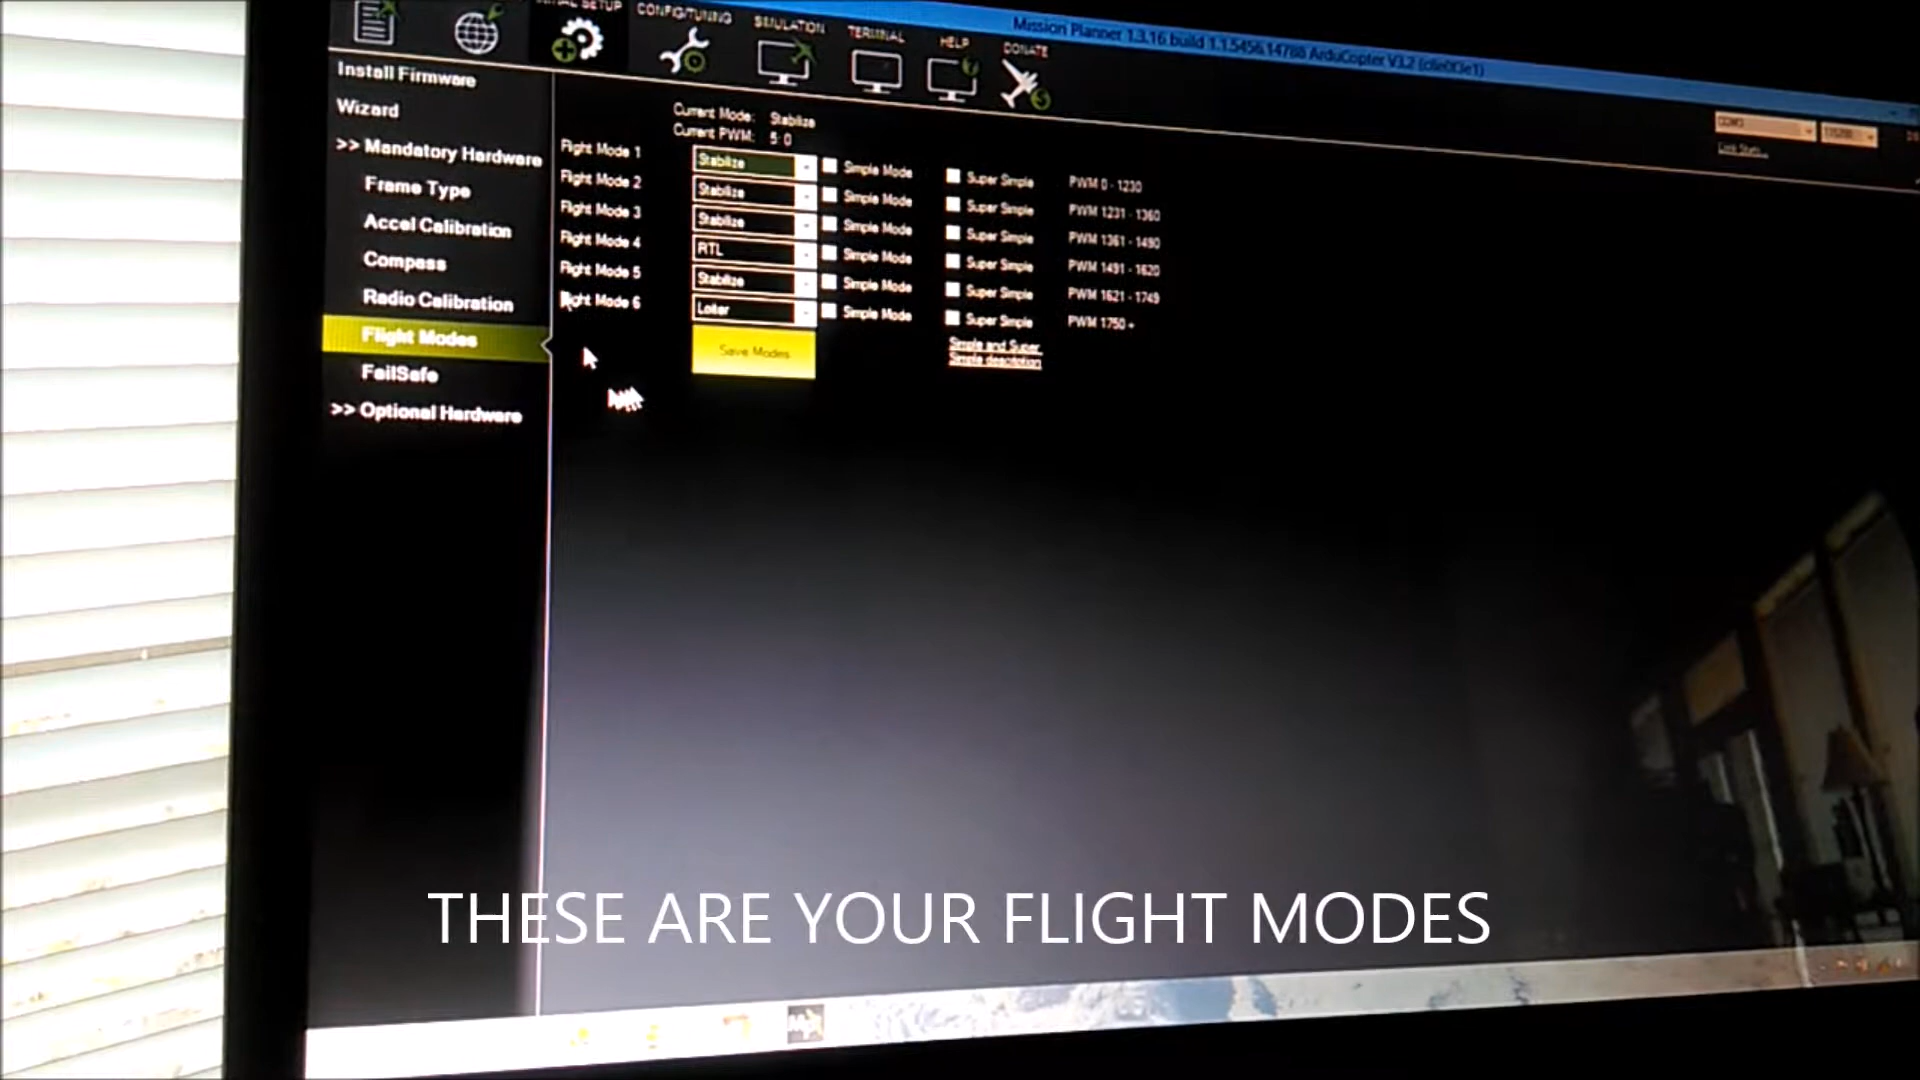 INITIAL SETUP
CONFIG/TUNING
SIMULATION
TERMINAL
HELP
DONATE
Mission Planner 1.3.16 build 1.1.5456.14788 ArduCopter V3.2 (c8e0f3e1)
Install Firmware
Wizard
>> Mandatory Hardware
Frame Type
Accel Calibration
Compass
Radio Calibration
Flight Modes
FailSafe
>> Optional Hardware
Current Mode: Stabilize
Current PWM: 5: 0
Flight Mode 1 Stabilize Simple Mode Super Simple PWM 0 - 1230
Flight Mode 2 Stabilize Simple Mode Super Simple PWM 1231 - 1360
Flight Mode 3 Stabilize Simple Mode Super Simple PWM 1361 - 1490
Flight Mode 4 RTL Simple Mode Super Simple PWM 1491 - 1620
Flight Mode 5 Stabilize Simple Mode Super Simple PWM 1621 - 1749
Flight Mode 6 Loiter Simple Mode Super Simple PWM 1750 +
Save Modes
Simple and Super
Simple description
Link Stats...
THESE ARE YOUR FLIGHT MODES